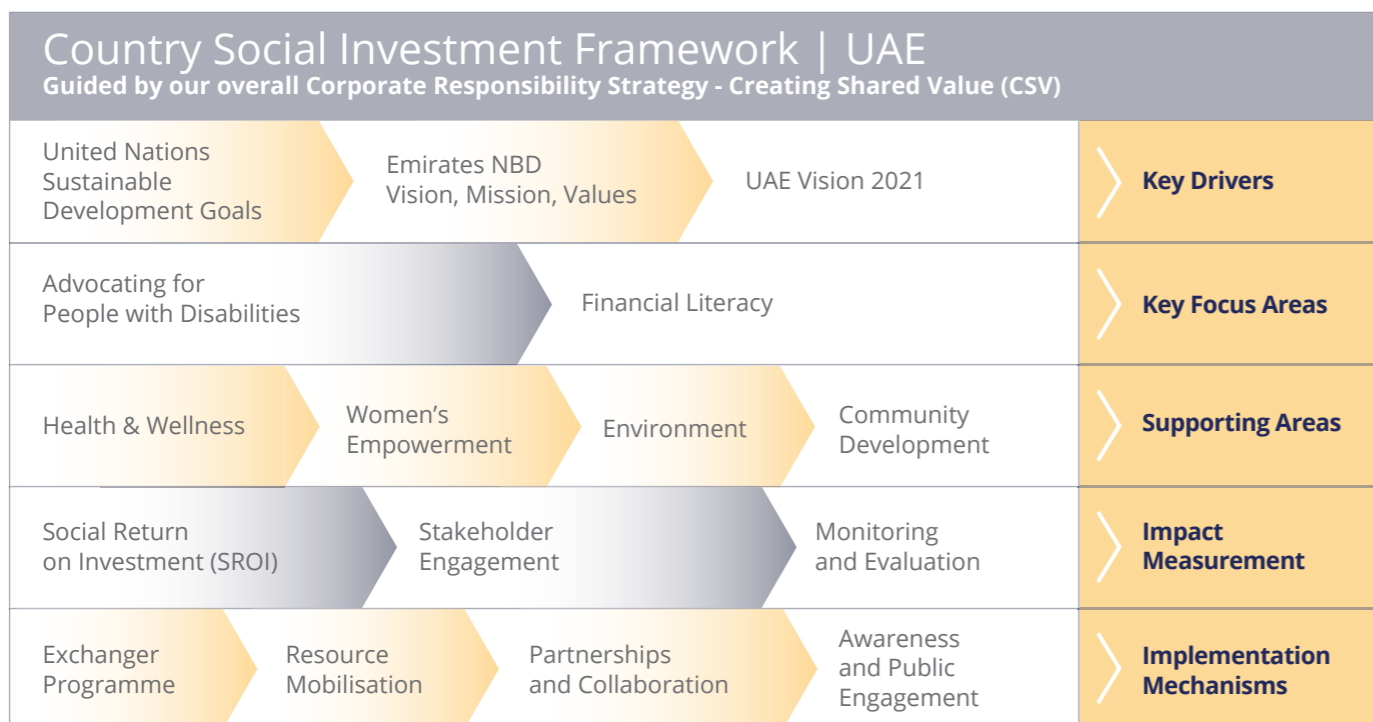 Country Social Investment Framework | UAE
Guided by our overall Corporate Responsibility Strategy - Creating Shared Value (CSV)
United Nations
Sustainable
Development Goals
Emirates NBD
Vision, Mission, Values
UAE Vision 2021
Key Drivers
Advocating for
People with Disabilities
Financial Literacy
Key Focus Areas
Health & Wellness
Women’s
Empowerment
Environment
Community
Development
Supporting Areas
Social Return
on Investment (SROI)
Stakeholder
Engagement
Monitoring
and Evaluation
Impact
Measurement
Exchanger
Programme
Resource
Mobilisation
Partnerships
and Collaboration
Awareness
and Public
Engagement
Implementation
Mechanisms